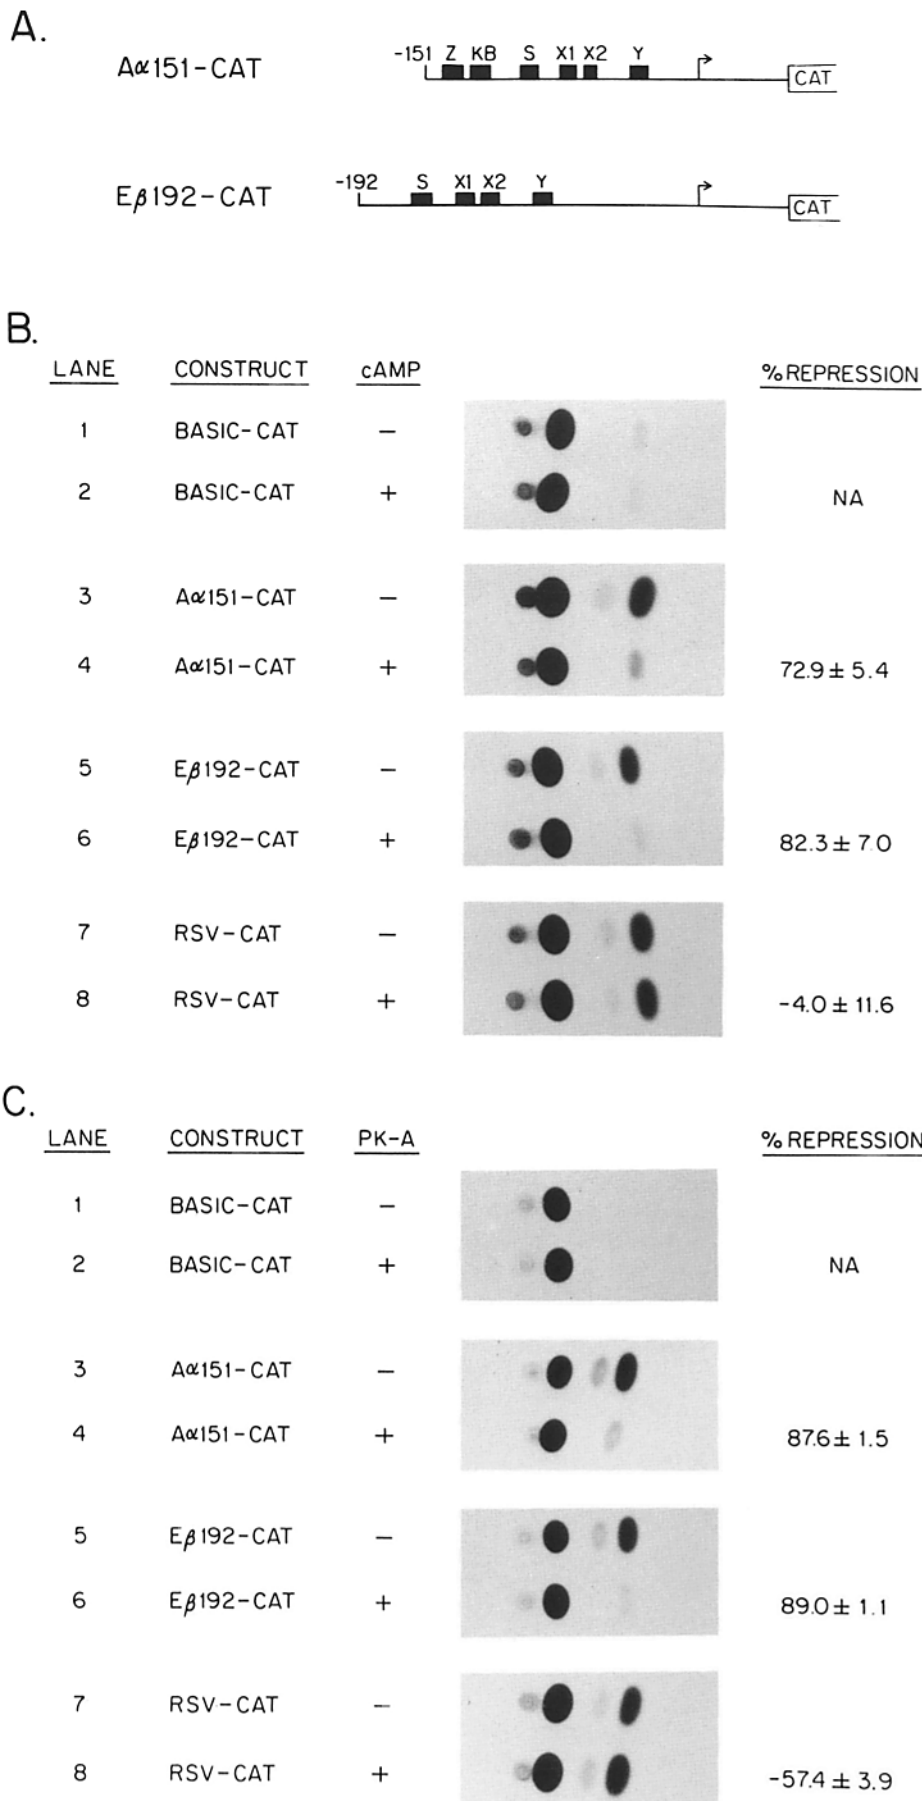 A.
Aα151-CAT
-151 Z KB S X1 X2 Y
CAT
Eβ192-CAT
-192 S X1 X2 Y
CAT
B.
LANE CONSTRUCT cAMP %REPRESSION
1 BASIC-CAT −
2 BASIC-CAT + NA
3 Aα151-CAT −
4 Aα151-CAT + 72.9 ± 5.4
5 Eβ192-CAT −
6 Eβ192-CAT + 82.3 ± 7.0
7 RSV-CAT −
8 RSV-CAT + -4.0 ± 11.6
C.
LANE CONSTRUCT PK-A %REPRESSION
1 BASIC-CAT −
2 BASIC-CAT + NA
3 Aα151-CAT −
4 Aα151-CAT + 87.6 ± 1.5
5 Eβ192-CAT −
6 Eβ192-CAT + 89.0 ± 1.1
7 RSV-CAT −
8 RSV-CAT + -57.4 ± 3.9